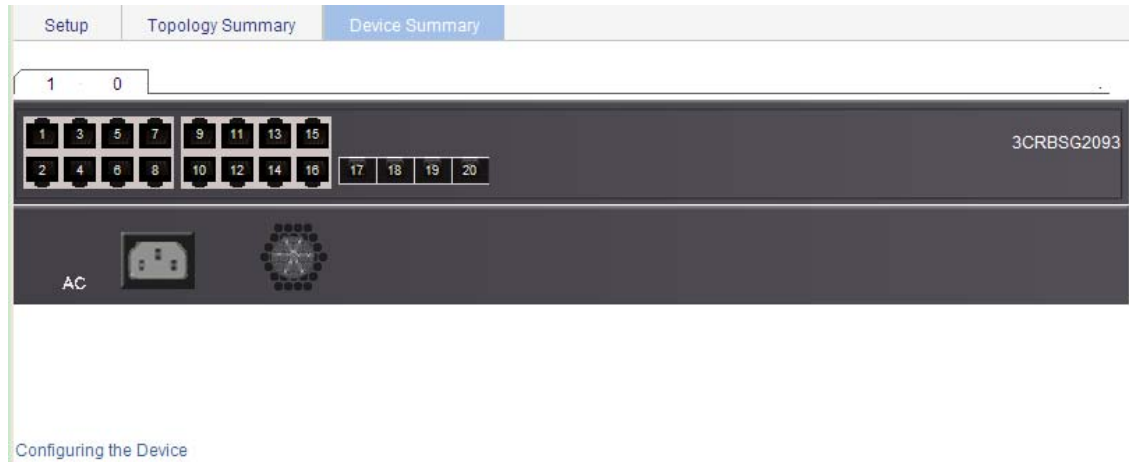 Setup Topology Summary Device Summary
1 0
1 3 5 7 9 11 13 15
3CRBSG2093
2 4 6 8 10 12 14 16 17 18 19 20
AC
Configuring the Device